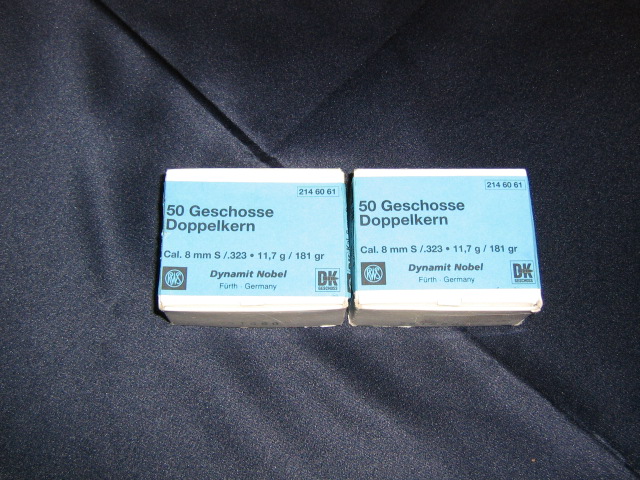 214 60 61
50 Geschosse
Doppelkern
Cal. 8 mm S /.323 • 11,7 g / 181 gr
RWS
Dynamit Nobel
Fürth · Germany
DK
GESCHOSS
214 60 61
50 Geschosse
Doppelkern
Cal. 8 mm S /.323 • 11,7 g / 181 gr
RWS
Dynamit Nobel
Fürth · Germany
DK
GESCHOSS